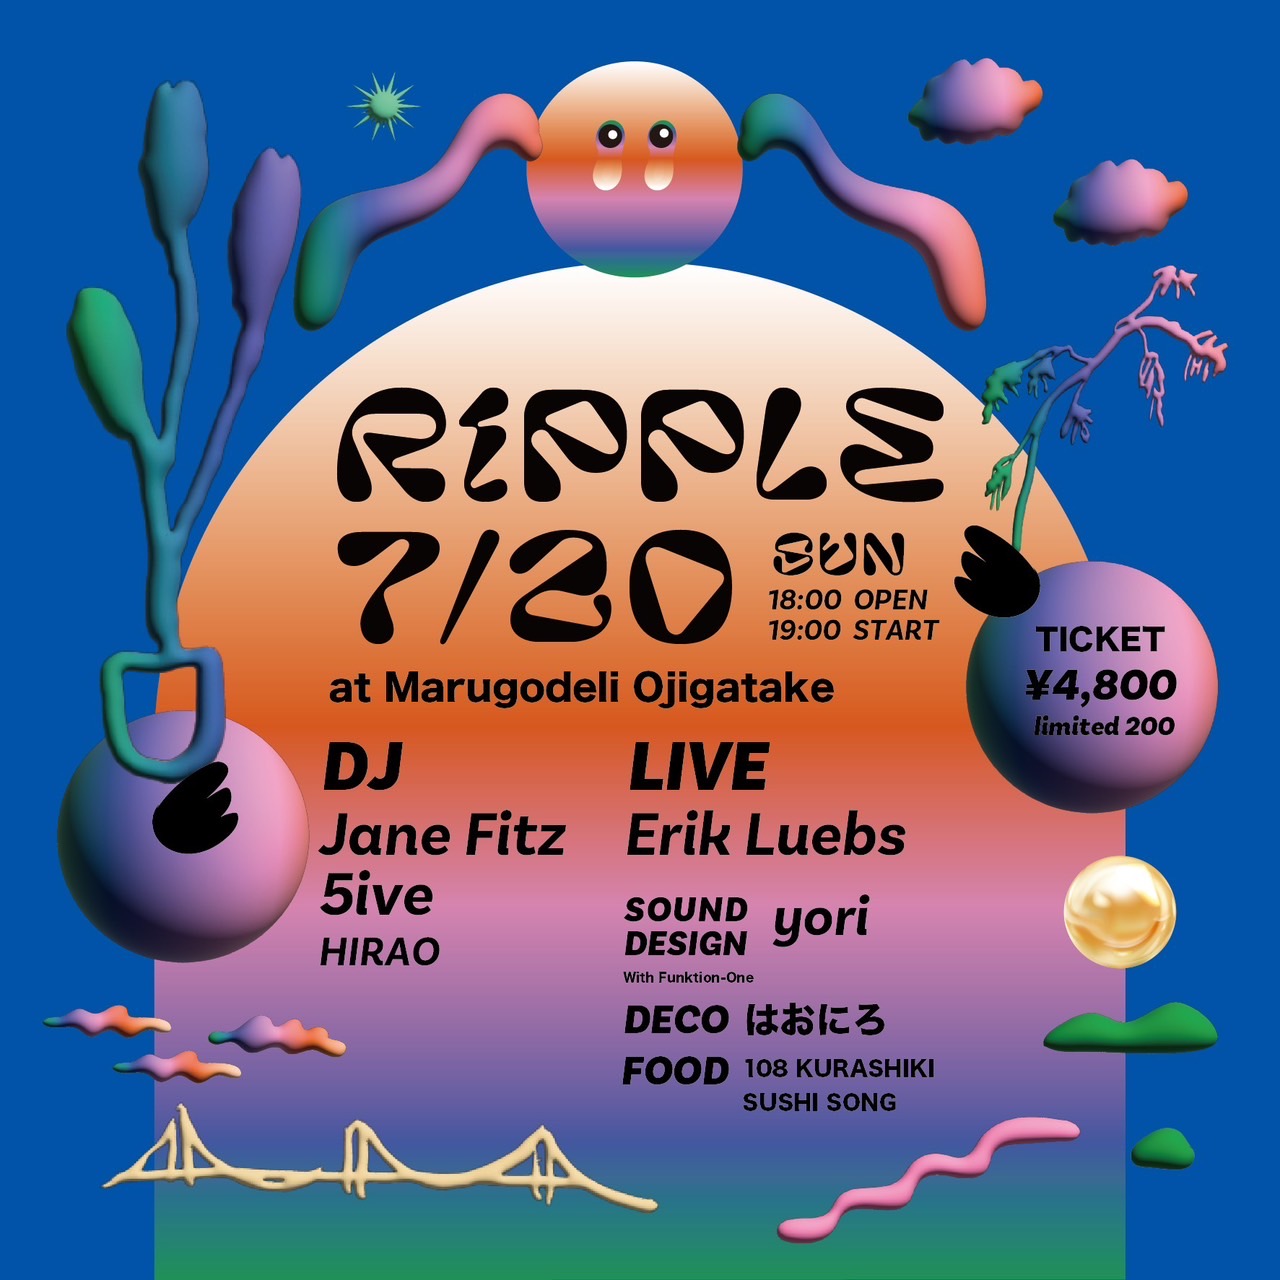 RiPPLE
7/20 SUN
18:00 OPEN
19:00 START
at Marugodeli Ojigatake
TICKET
¥4,800
limited 200
DJ
Jane Fitz
5ive
HIRAO
LIVE
Erik Luebs
SOUND DESIGN yori
With Funktion-One
DECO はおにろ
FOOD 108 KURASHIKI
SUSHI SONG